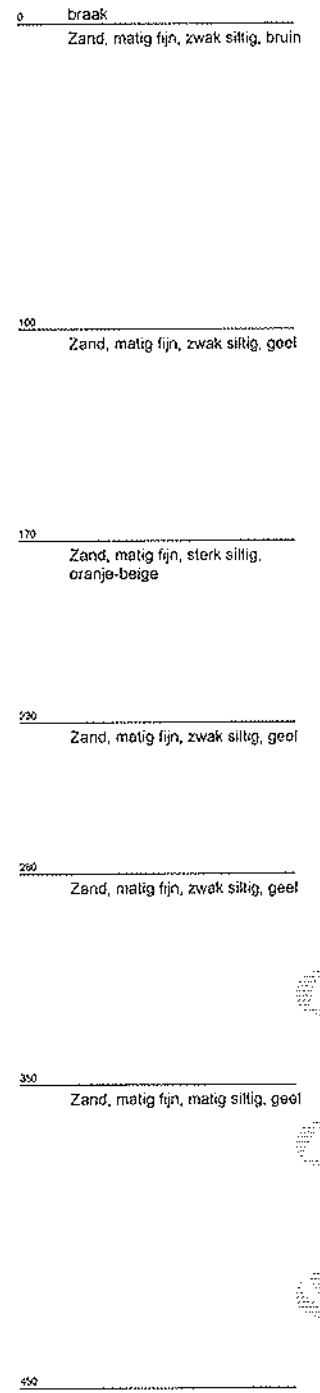 0 braak
Zand, matig fijn, zwak siltig, bruin
100
Zand, matig fijn, zwak siltig, geel
170
Zand, matig fijn, sterk siltig,
oranje-beige
230
Zand, matig fijn, zwak siltig, geel
280
Zand, matig fijn, zwak siltig, geel
350
Zand, matig fijn, matig siltig, geel
450